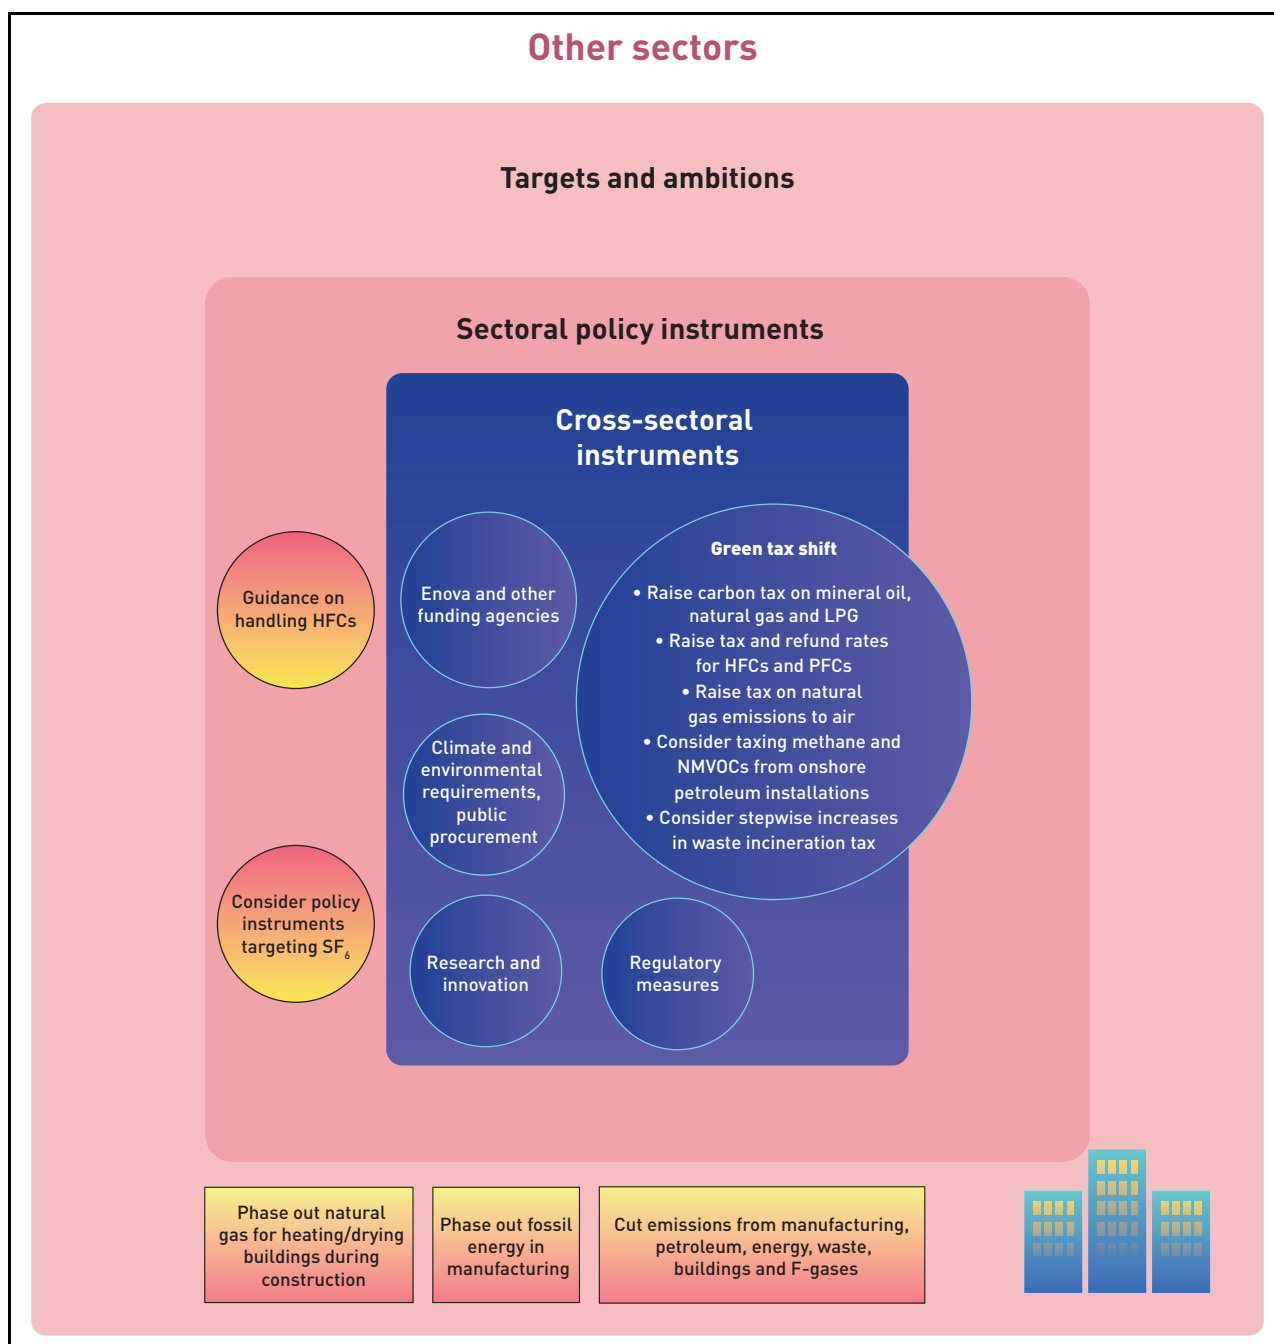 Other sectors
Targets and ambitions
Sectoral policy instruments
Cross-sectoral
instruments
Guidance on
handling HFCs
Consider policy
instruments
targeting SF₆
Enova and other
funding agencies
Climate and
environmental
requirements,
public
procurement
Research and
innovation
Regulatory
measures
Green tax shift
• Raise carbon tax on mineral oil,
natural gas and LPG
• Raise tax and refund rates
for HFCs and PFCs
• Raise tax on natural
gas emissions to air
• Consider taxing methane and
NMVOCs from onshore
petroleum installations
• Consider stepwise increases
in waste incineration tax
Phase out natural
gas for heating/drying
buildings during
construction
Phase out fossil
energy in
manufacturing
Cut emissions from manufacturing,
petroleum, energy, waste,
buildings and F-gases